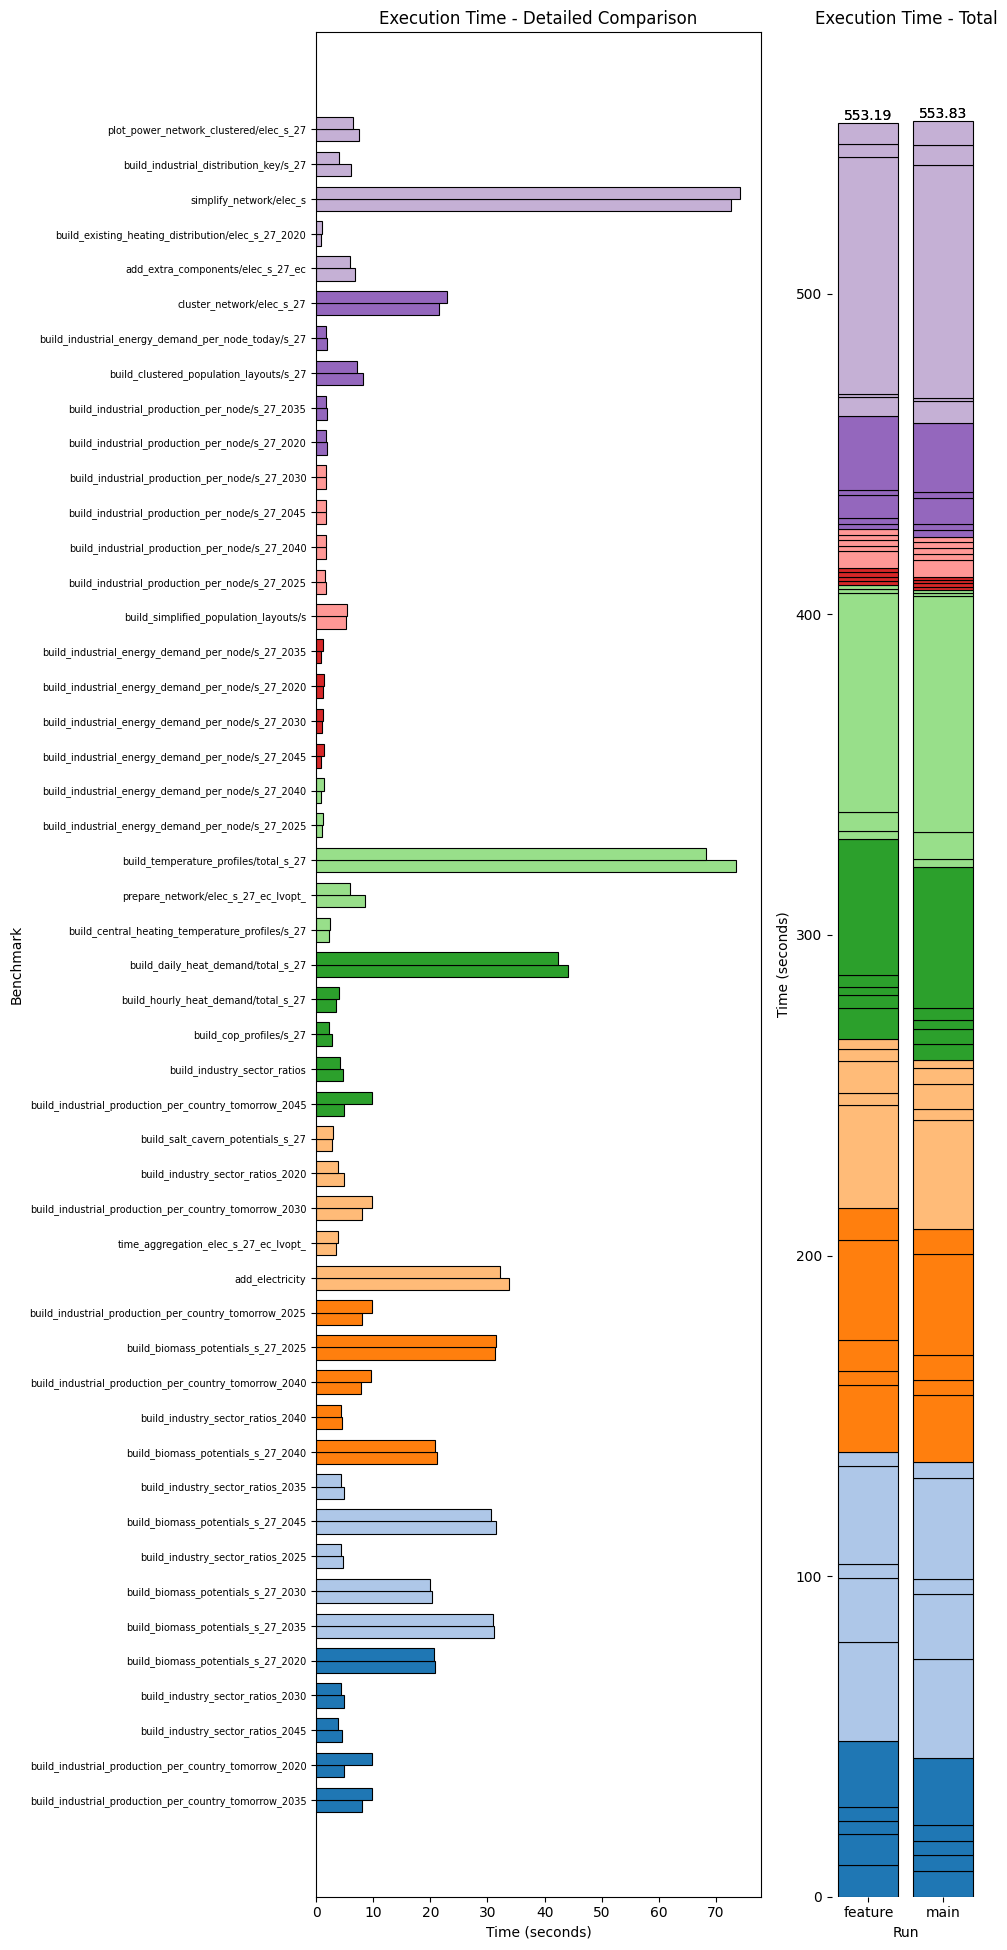 Execution Time - Detailed Comparison
Execution Time - Total
Benchmark
plot_power_network_clustered/elec_s_27
build_industrial_distribution_key/s_27
simplify_network/elec_s
build_existing_heating_distribution/elec_s_27_2020
add_extra_components/elec_s_27_ec
cluster_network/elec_s_27
build_industrial_energy_demand_per_node_today/s_27
build_clustered_population_layouts/s_27
build_industrial_production_per_node/s_27_2035
build_industrial_production_per_node/s_27_2020
build_industrial_production_per_node/s_27_2030
build_industrial_production_per_node/s_27_2045
build_industrial_production_per_node/s_27_2040
build_industrial_production_per_node/s_27_2025
build_simplified_population_layouts/s
build_industrial_energy_demand_per_node/s_27_2035
build_industrial_energy_demand_per_node/s_27_2020
build_industrial_energy_demand_per_node/s_27_2030
build_industrial_energy_demand_per_node/s_27_2045
build_industrial_energy_demand_per_node/s_27_2040
build_industrial_energy_demand_per_node/s_27_2025
build_temperature_profiles/total_s_27
prepare_network/elec_s_27_ec_lvopt_
build_central_heating_temperature_profiles/s_27
build_daily_heat_demand/total_s_27
build_hourly_heat_demand/total_s_27
build_cop_profiles/s_27
build_industry_sector_ratios
build_industrial_production_per_country_tomorrow_2045
build_salt_cavern_potentials_s_27
build_industry_sector_ratios_2020
build_industrial_production_per_country_tomorrow_2030
time_aggregation_elec_s_27_ec_lvopt_
add_electricity
build_industrial_production_per_country_tomorrow_2025
build_biomass_potentials_s_27_2025
build_industrial_production_per_country_tomorrow_2040
build_industry_sector_ratios_2040
build_biomass_potentials_s_27_2040
build_industry_sector_ratios_2035
build_biomass_potentials_s_27_2045
build_industry_sector_ratios_2025
build_biomass_potentials_s_27_2030
build_biomass_potentials_s_27_2035
build_biomass_potentials_s_27_2020
build_industry_sector_ratios_2030
build_industry_sector_ratios_2045
build_industrial_production_per_country_tomorrow_2020
build_industrial_production_per_country_tomorrow_2035
0 10 20 30 40 50 60 70
Time (seconds)
553.19 553.83
Time (seconds)
500
400
300
200
100
0
feature main
Run